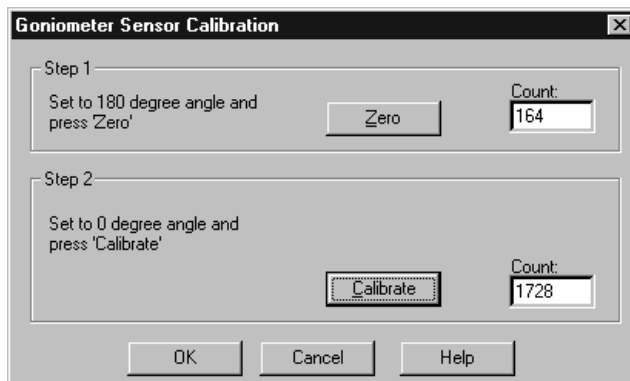 Goniometer Sensor Calibration
Step 1
Set to 180 degree angle and
press 'Zero'
Zero
Count:
164
Step 2
Set to 0 degree angle and
press 'Calibrate'
Calibrate
Count:
1728
OK
Cancel
Help